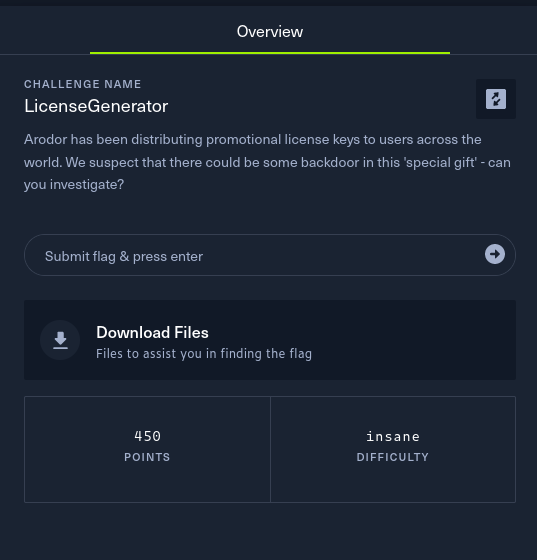 Overview
CHALLENGE NAME
LicenseGenerator
Arodor has been distributing promotional license keys to users across the
world. We suspect that there could be some backdoor in this 'special gift' - can
you investigate?
Submit flag & press enter
Download Files
Files to assist you in finding the flag
450
POINTS
insane
DIFFICULTY